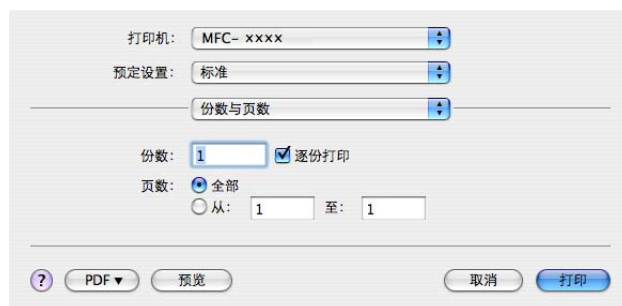 打印机: MFC- xxxx
预定设置: 标准
份数与页数
份数: 1 逐份打印
页数: 全部
从: 1 至: 1
? PDF▼ 预览 取消 打印